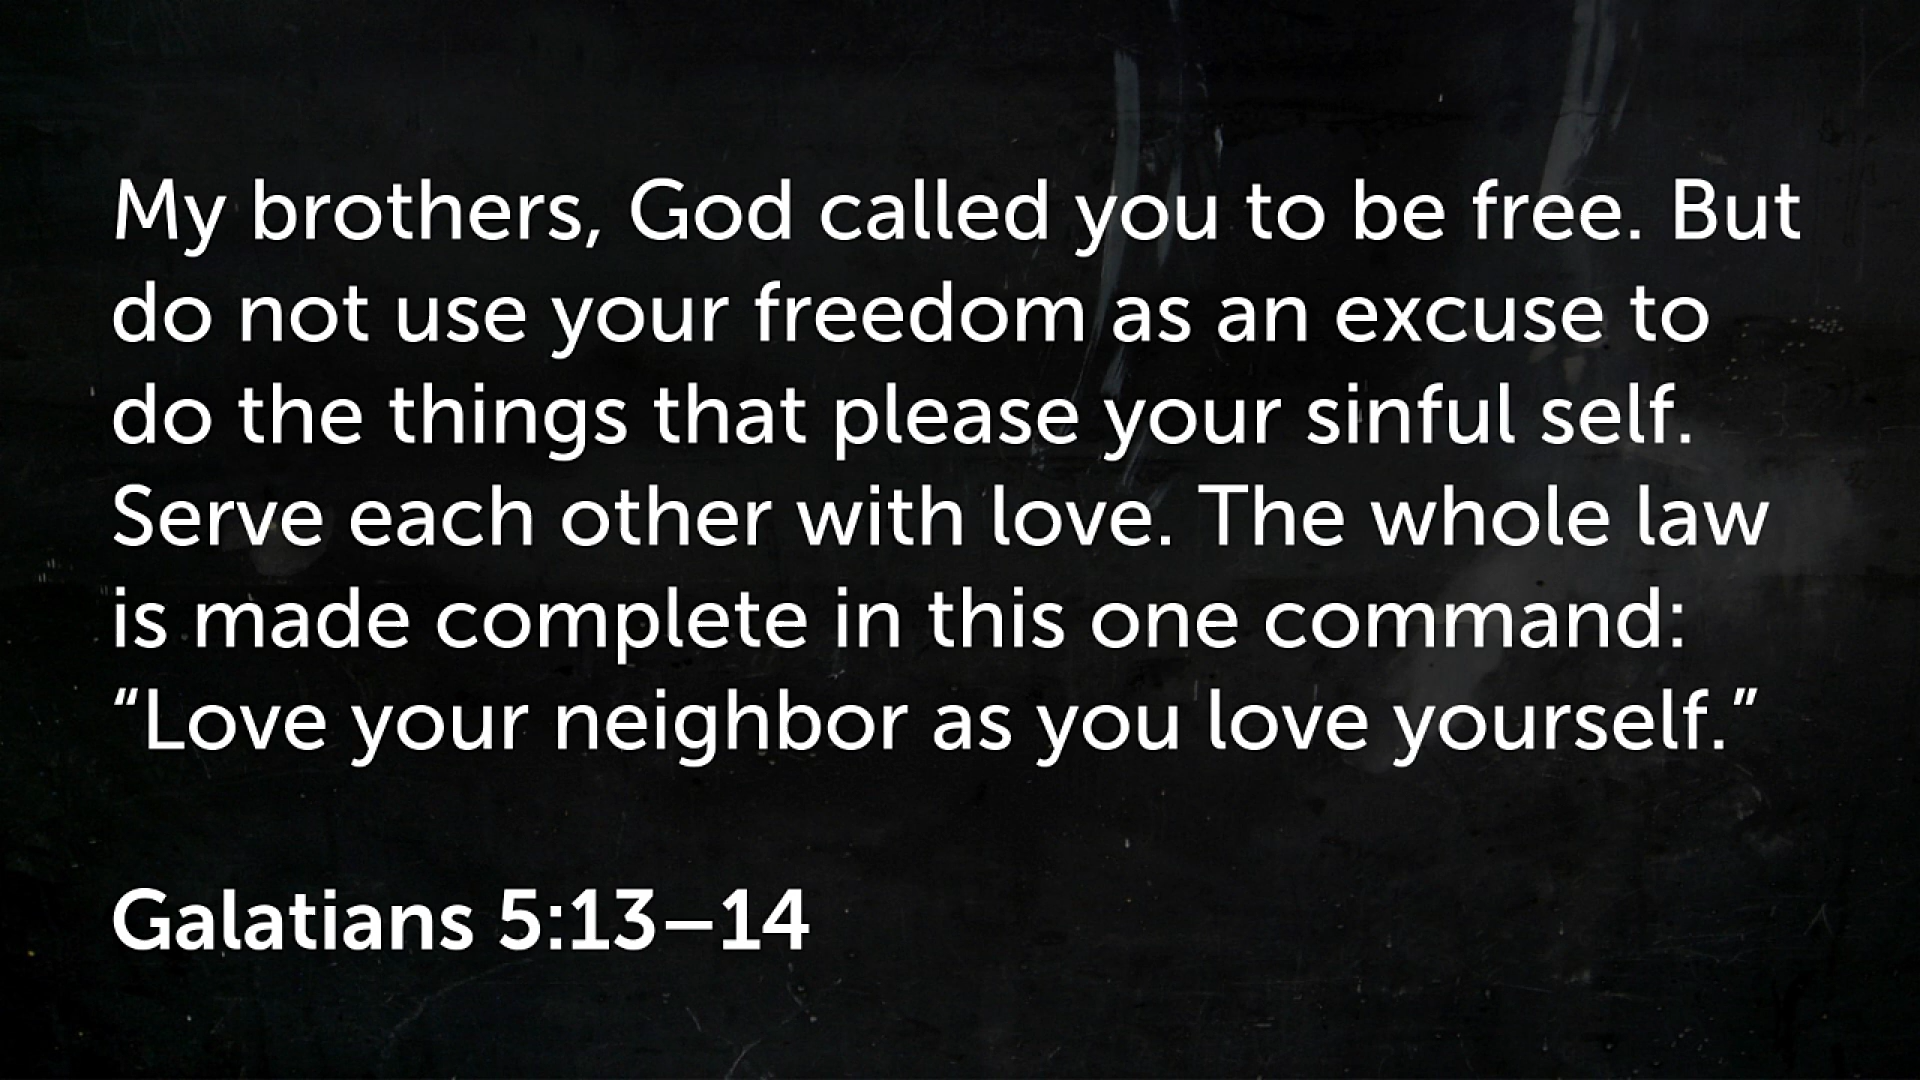 My brothers, God called you to be free. But
do not use your freedom as an excuse to
do the things that please your sinful self.
Serve each other with love. The whole law
is made complete in this one command:
“Love your neighbor as you love yourself.”
Galatians 5:13–14